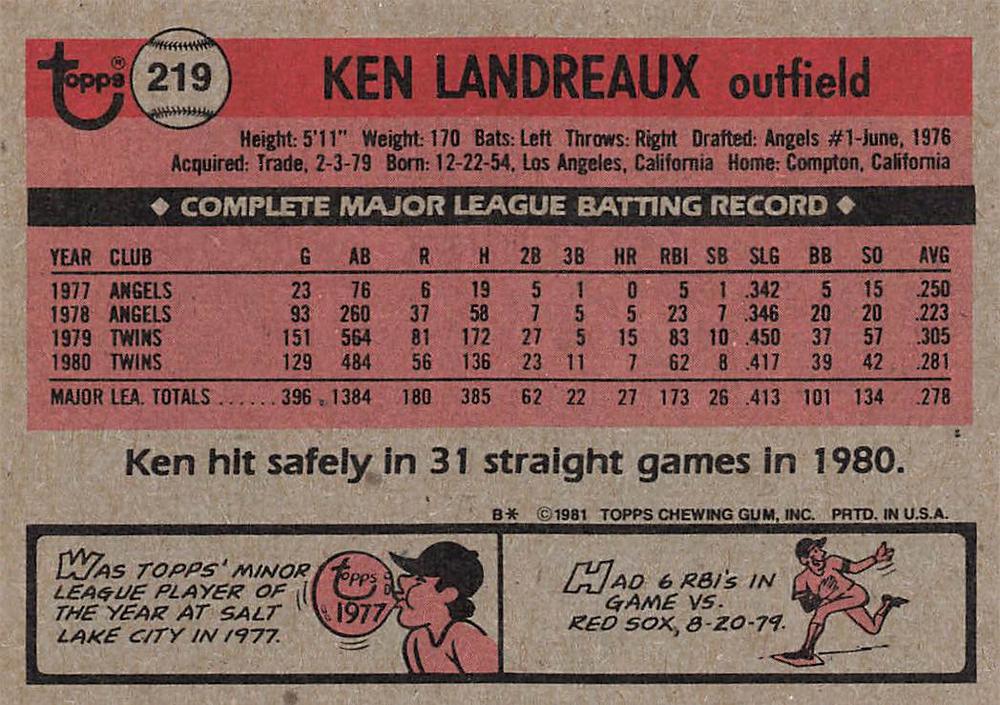 topps® 219 KEN LANDREAUX outfield
Height: 5'11" Weight: 170 Bats: Left Throws: Right Drafted: Angels #1-June, 1976
Acquired: Trade, 2-3-79 Born: 12-22-54, Los Angeles, California Home: Compton, California
◆ COMPLETE MAJOR LEAGUE BATTING RECORD ◆
YEAR CLUB G AB R H 2B 3B HR RBI SB SLG BB SO AVG
1977 ANGELS 23 76 6 19 5 1 0 5 1 .342 5 15 .250
1978 ANGELS 93 260 37 58 7 5 5 23 7 .346 20 20 .223
1979 TWINS 151 564 81 172 27 5 15 83 10 .450 37 57 .305
1980 TWINS 129 484 56 136 23 11 7 62 8 .417 39 42 .281
MAJOR LEA. TOTALS ...... 396 1384 180 385 62 22 27 173 26 .413 101 134 .278
Ken hit safely in 31 straight games in 1980.
B* ©1981 TOPPS CHEWING GUM, INC. PRTD. IN U.S.A.
WAS TOPPS' MINOR
LEAGUE PLAYER OF
THE YEAR AT SALT
LAKE CITY IN 1977.
topps
1977
HAD 6 RBI'S IN
GAME VS.
RED SOX, 8-20-79.